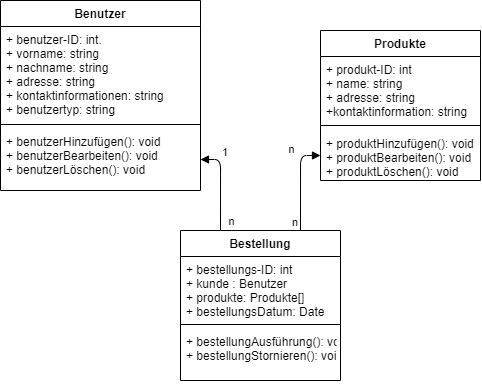 Benutzer
+ benutzer-ID: int.
+ vorname: string
+ nachname: string
+ adresse: string
+ kontaktinformationen: string
+ benutzertyp: string
+ benutzerHinzufügen(): void
+ benutzerBearbeiten(): void
+ benutzerLöschen(): void
Produkte
+ produkt-ID: int
+ name: string
+ adresse: string
+kontaktinformation: string
+ produktHinzufügen(): void
+ produktBearbeiten(): void
+ produktLöschen(): void
1
n
n
n
Bestellung
+ bestellungs-ID: int
+ kunde : Benutzer
+ produkte: Produkte[]
+ bestellungsDatum: Date
+ bestellungAusführung(): vo
+ bestellungStornieren(): voi